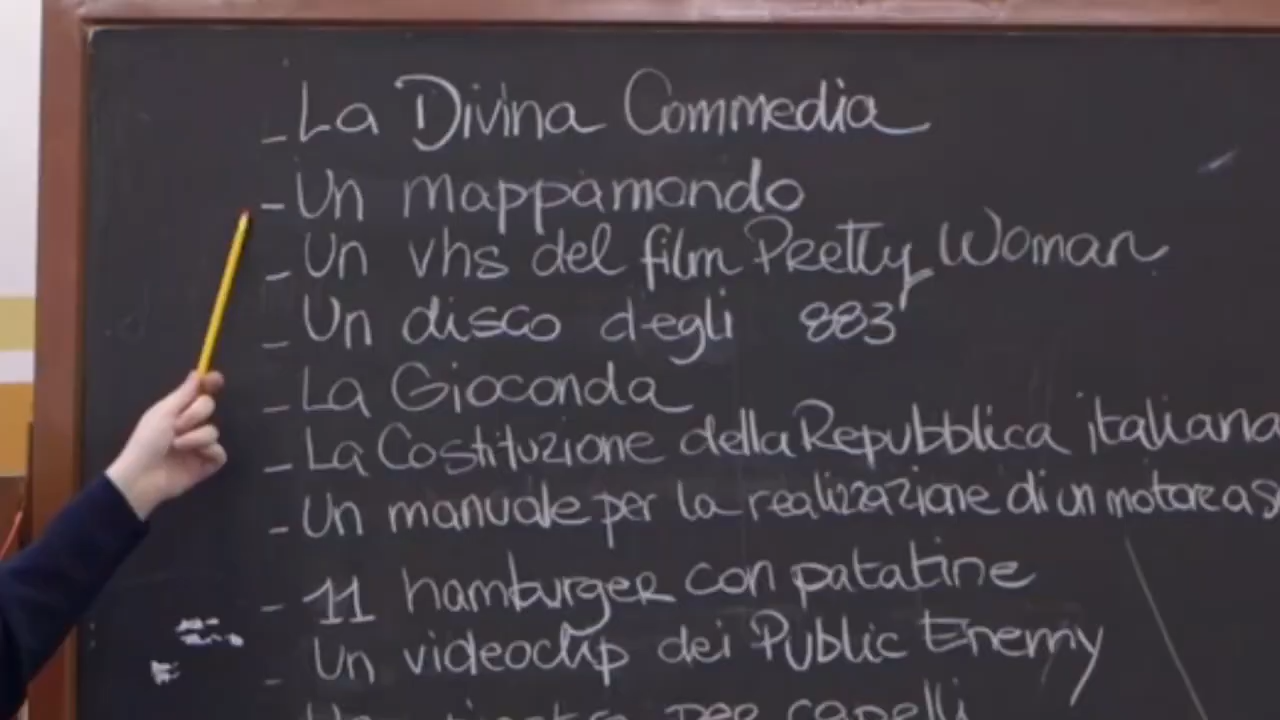 - La Divina Commedia
- Un mappamondo
- Un vhs del film Pretty Woman
- Un disco degli 883
- La Gioconda
- La Costituzione della Repubblica italiana
- Un manuale per la realizzazione di un motore a s
- 11 hamburger con patatine
- Un videoclip dei Public Enemy
per capelli